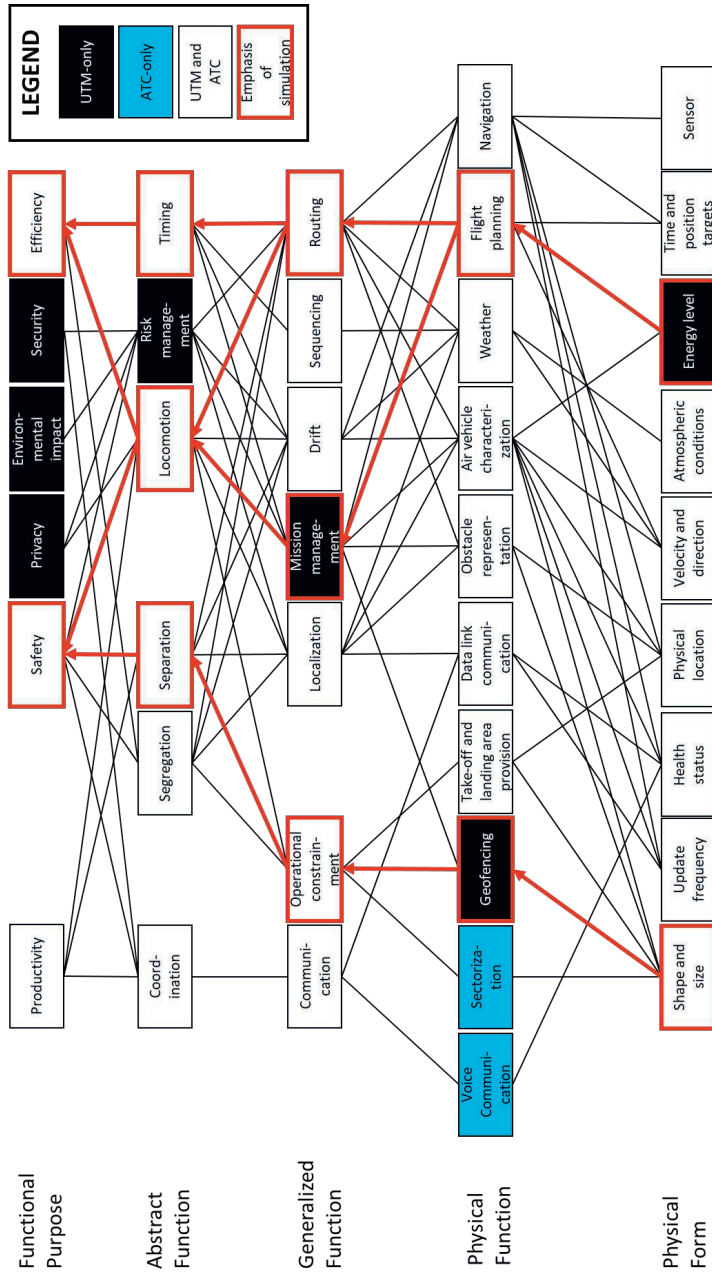 LEGEND
UTM-only
ATC-only
UTM and
ATC
Emphasis of
simulation
Functional
Purpose
Productivity
Safety
Privacy
Environ-
mental
impact
Security
Efficiency
Abstract
Function
Coord-
ination
Segregation
Separation
Locomotion
Risk
manage-
ment
Timing
Generalized
Function
Communi-
cation
Operational
constrain-
ment
Localization
Mission
manage-
ment
Drift
Sequencing
Routing
Physical
Function
Voice
Communi-
cation
Sectoriza-
tion
Geofencing
Take-off and
landing area
provision
Data link
communi-
cation
Obstacle
represen-
tation
Air vehicle
characteri-
zation
Weather
Flight
planning
Navigation
Physical
Form
Shape and
size
Update
frequency
Health
status
Physical
location
Velocity and
direction
Atmospheric
conditions
Energy level
Time and
position
targets
Sensor